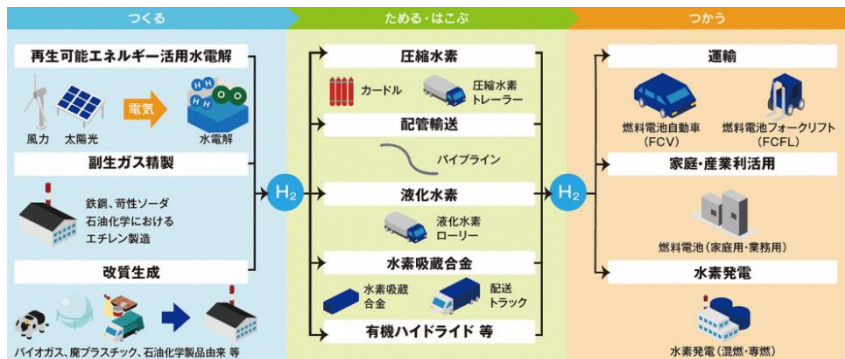 つくる
再生可能エネルギー活用水電解
電気
H H O O
H H
風力
太陽光
水電解
副生ガス精製
鉄鋼、苛性ソーダ
石油化学における
エチレン製造
改質生成
バイオガス、廃プラスチック、石油化学製品由来 等
H2
ためる・はこぶ
圧縮水素
カードル
圧縮水素
トレーラー
配管輸送
パイプライン
液化水素
液化水素
ローリー
水素吸蔵合金
水素吸蔵
合金
配送
トラック
有機ハイドライド 等
H2
つかう
運輸
燃料電池自動車
(FCV)
燃料電池フォークリフト
(FCFL)
家庭・産業利活用
燃料電池(家庭用・業務用)
水素発電
水素発電(混燃・専燃)